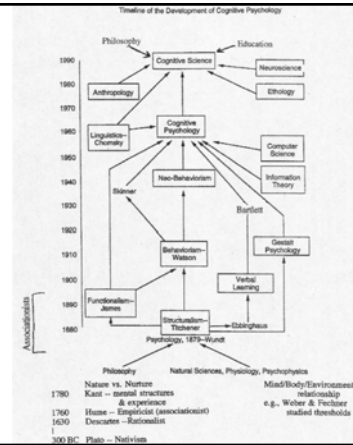 Timeline of the Development of Cognitive Psychology
Philosophy
Education
1990
Cognitive Science
Neuroscience
1980
Anthropology
Ethology
1970
Linguistics–
Chomsky
Cognitive
Psychology
1960
Computer
Science
1950
Information
Theory
Neo-Behaviorism
1940
Skinner
1930
Bartlett
1920
Gestalt
Psychology
Behaviorism–
Watson
1910
1900
Verbal
Learning
1890
Functionalism–
James
Structuralism–
Titchener
Ebbinghaus
1880
Associationists
Psychology, 1879–Wundt
Philosophy
Natural Sciences, Physiology, Psychophysics
Nature vs. Nurture
1780 Kant -- mental structures
& experience
1760 Hume -- Empiricist (associationist)
1630 Descartes -- Rationalist
|
300 BC Plato -- Nativism
Mind/Body/Environment
relationship
e.g., Weber & Fechner
studied thresholds